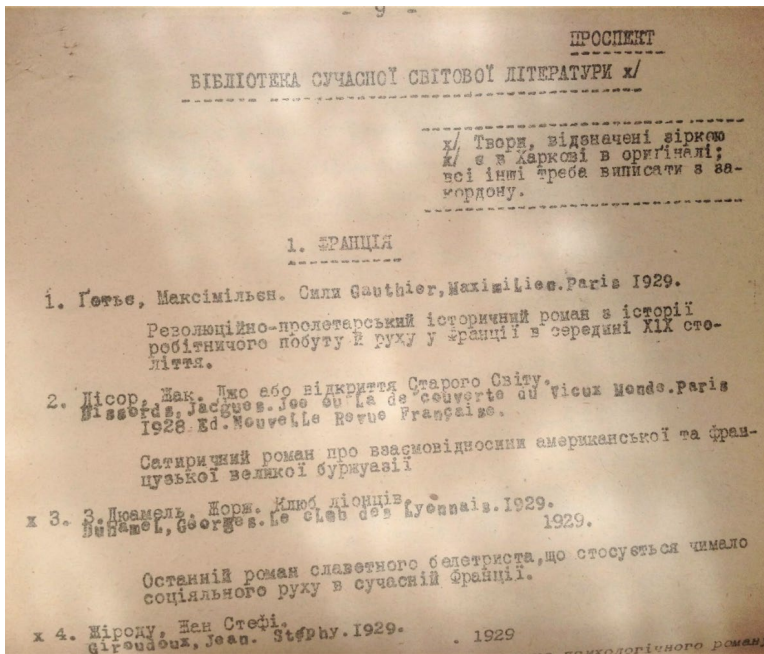 - 9 -
ПРОСПЕКТ
БІБЛІОТЕКА СУЧАСНОЇ СВІТОВОЇ ЛІТЕРАТУРИ х/
х/ Твори, відзначені зіркою
х/ є в Харкові в ориґіналі;
всі інші треба виписати з за-
кордону.
1. ФРАНЦІЯ
1. Ґотьє, Максімільєн. Сили Gauthier,Maximilien.Paris 1929.
Революційно-пролетарський історичний роман з історії
робітничого побуту й руху у Франції в середині XIX сто-
ліття.
2. Дісор, Жак. Джо або відкриття Старого Світу.
Dissords, Jacques.Joe ou La de couverte du Vieux Monde.Paris
1928 Ed.Nouvelle Revue Française.
Сатиричний роман про взаємовідносини американської та фран-
цузької великої буржуазії
х 3. З.Дюамель. Жорж. Клюб ліонців.
Duhamel,Georges.Le club des Lyonnais.1929.
1929.
Останній роман славетного белетриста,що стосується чимало
соціяльного руху в сучасній Франції.
х 4. Жіроду, Жан Стефі.
Giroudoux,Jean. Stephy.1929. . 1929
психологічного роман